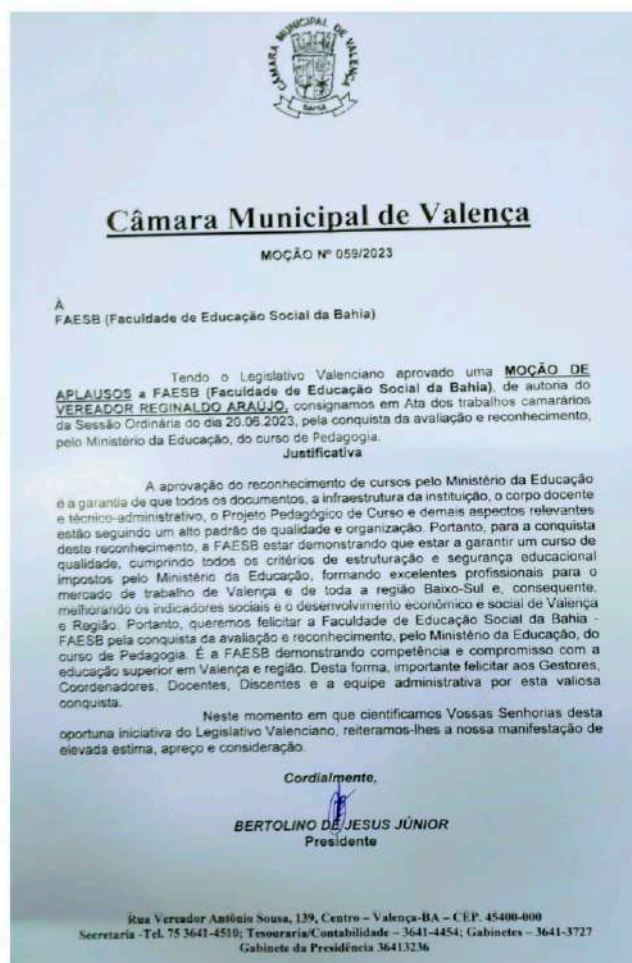 CÂMARA MUNICIPAL DE VALENÇA
BAHIA
Câmara Municipal de Valença
MOÇÃO Nº 059/2023
À
FAESB (Faculdade de Educação Social da Bahia)
Tendo o Legislativo Valenciano aprovado uma MOÇÃO DE
APLAUSOS a FAESB (Faculdade de Educação Social da Bahia), de autoria do
VEREADOR REGINALDO ARAÚJO, consignamos em Ata dos trabalhos camarários
da Sessão Ordinária do dia 20.06.2023, pela conquista da avaliação e reconhecimento,
pelo Ministério da Educação, do curso de Pedagogia.
Justificativa
A aprovação do reconhecimento de cursos pelo Ministério da Educação
é a garantia de que todos os documentos, a infraestrutura da instituição, o corpo docente
e técnico-administrativo, o Projeto Pedagógico de Curso e demais aspectos relevantes
estão seguindo um alto padrão de qualidade e organização. Portanto, para a conquista
deste reconhecimento, a FAESB estar demonstrando que estar a garantir um curso de
qualidade, cumprindo todos os critérios de estruturação e segurança educacional
impostos pelo Ministério da Educação, formando excelentes profissionais para o
mercado de trabalho de Valença e de toda a região Baixo-Sul e, consequente,
melhorando os indicadores sociais e o desenvolvimento econômico e social de Valença
e Região. Portanto, queremos felicitar a Faculdade de Educação Social da Bahia -
FAESB pela conquista da avaliação e reconhecimento, pelo Ministério da Educação, do
curso de Pedagogia. É a FAESB demonstrando competência e compromisso com a
educação superior em Valença e região. Desta forma, importante felicitar aos Gestores,
Coordenadores, Docentes, Discentes e a equipe administrativa por esta valiosa
conquista.
Neste momento em que cientificamos Vossas Senhorias desta
oportuna iniciativa do Legislativo Valenciano, reiteramos-lhes a nossa manifestação de
elevada estima, apreço e consideração.
Cordialmente,
BERTOLINO DE JESUS JÚNIOR
Presidente
Rua Vereador Antônio Sousa, 139, Centro – Valença-BA – CEP. 45400-000
Secretaria -Tel. 75 3641-4510; Tesouraria/Contabilidade – 3641-4454; Gabinetes – 3641-3727
Gabinete da Presidência 36413236